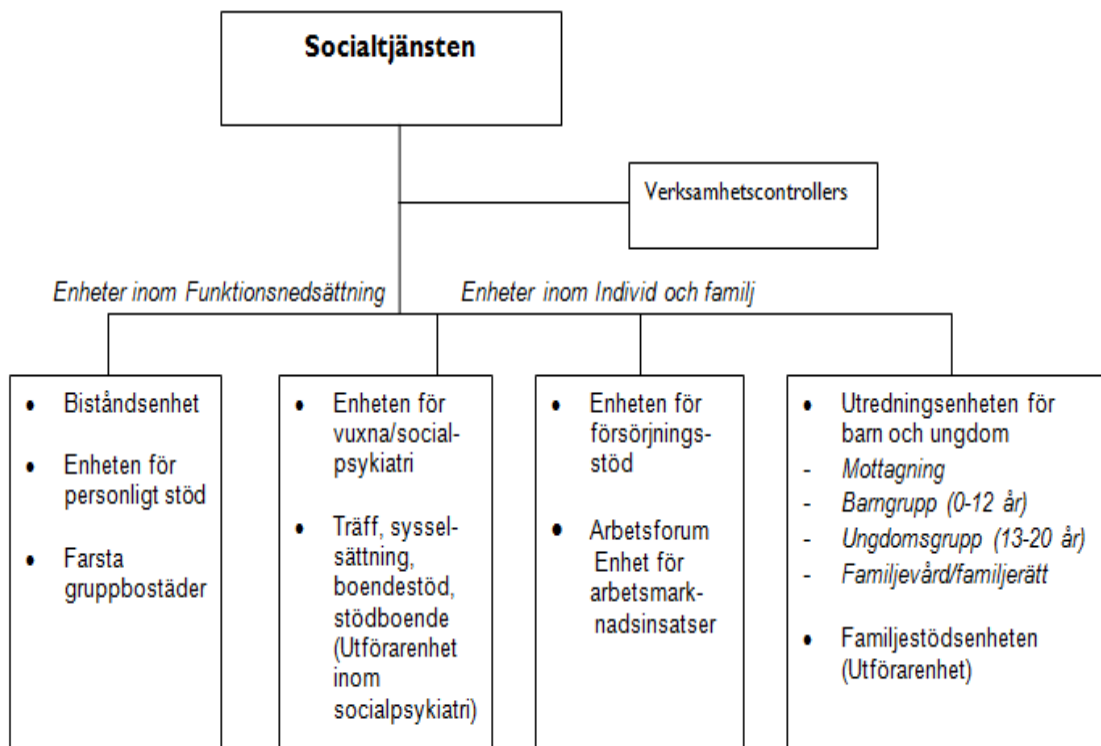 Socialtjänsten
Verksamhetscontrollers
Enheter inom Funktionsnedsättning
Enheter inom Individ och familj
• Biståndsenhet
• Enheten för
personligt stöd
• Farsta
gruppbostäder
• Enheten för
vuxna/social-
psykiatri
• Träff, syssel-
sättning,
boendestöd,
stödboende
(Utförarenhet
inom
socialpsykiatri)
• Enheten för
försörjnings-
stöd
• Arbetsforum
Enhet för
arbetsmark-
nadsinsatser
• Utredningsenheten för
barn och ungdom
- Mottagning
- Barngrupp (0-12 år)
- Ungdomsgrupp (13-20 år)
- Familjevård/familjerätt
• Familjestödsenheten
(Utförarenhet)